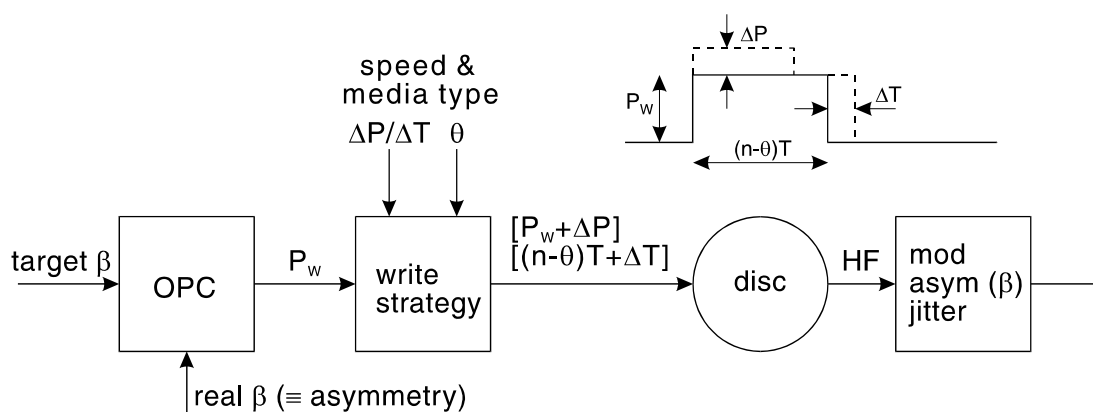 speed &
media type
ΔP/ΔT θ
ΔP
P_w
ΔT
(n-θ)T
target β
OPC
P_w
write
strategy
[P_w+ΔP]
[(n-θ)T+ΔT]
disc
HF
mod
asym (β)
jitter
real β (≡ asymmetry)